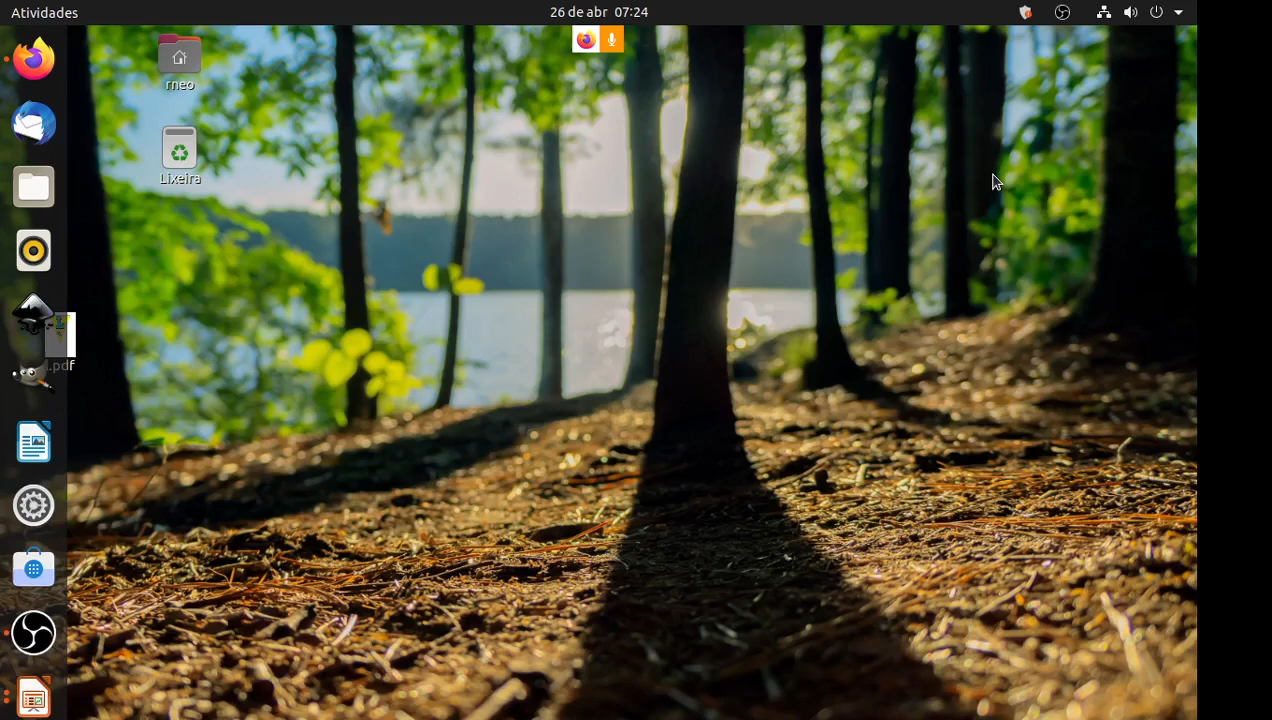 Atividades
26 de abr 07:24
rneo
Lixeira
.pdf